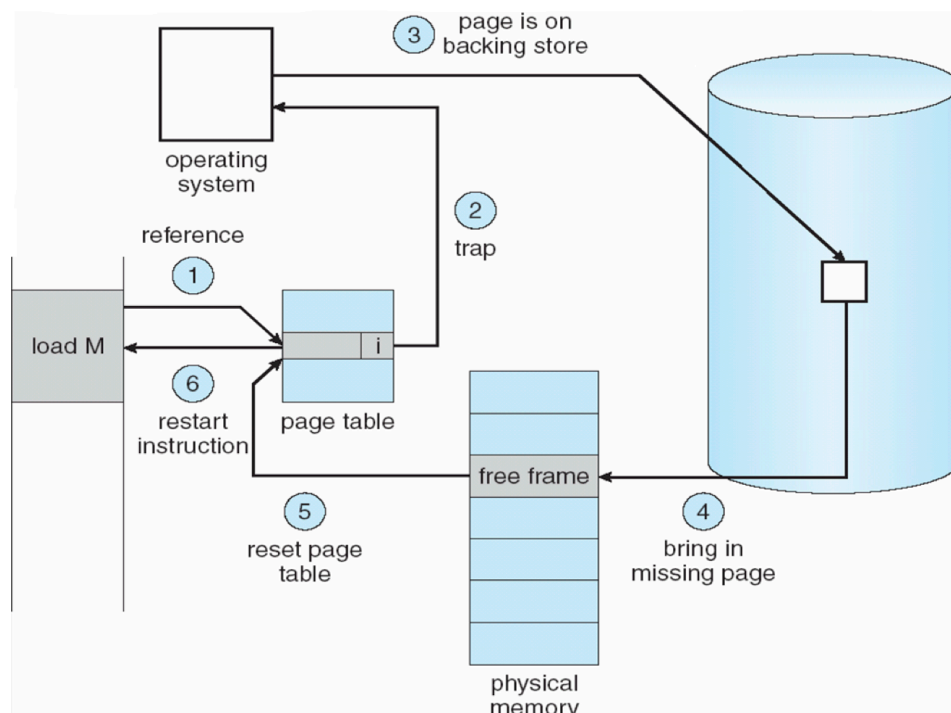 3
page is on
backing store
operating
system
2
trap
reference
1
load M
i
6
restart
instruction
page table
free frame
5
reset page
table
4
bring in
missing page
physical
memory